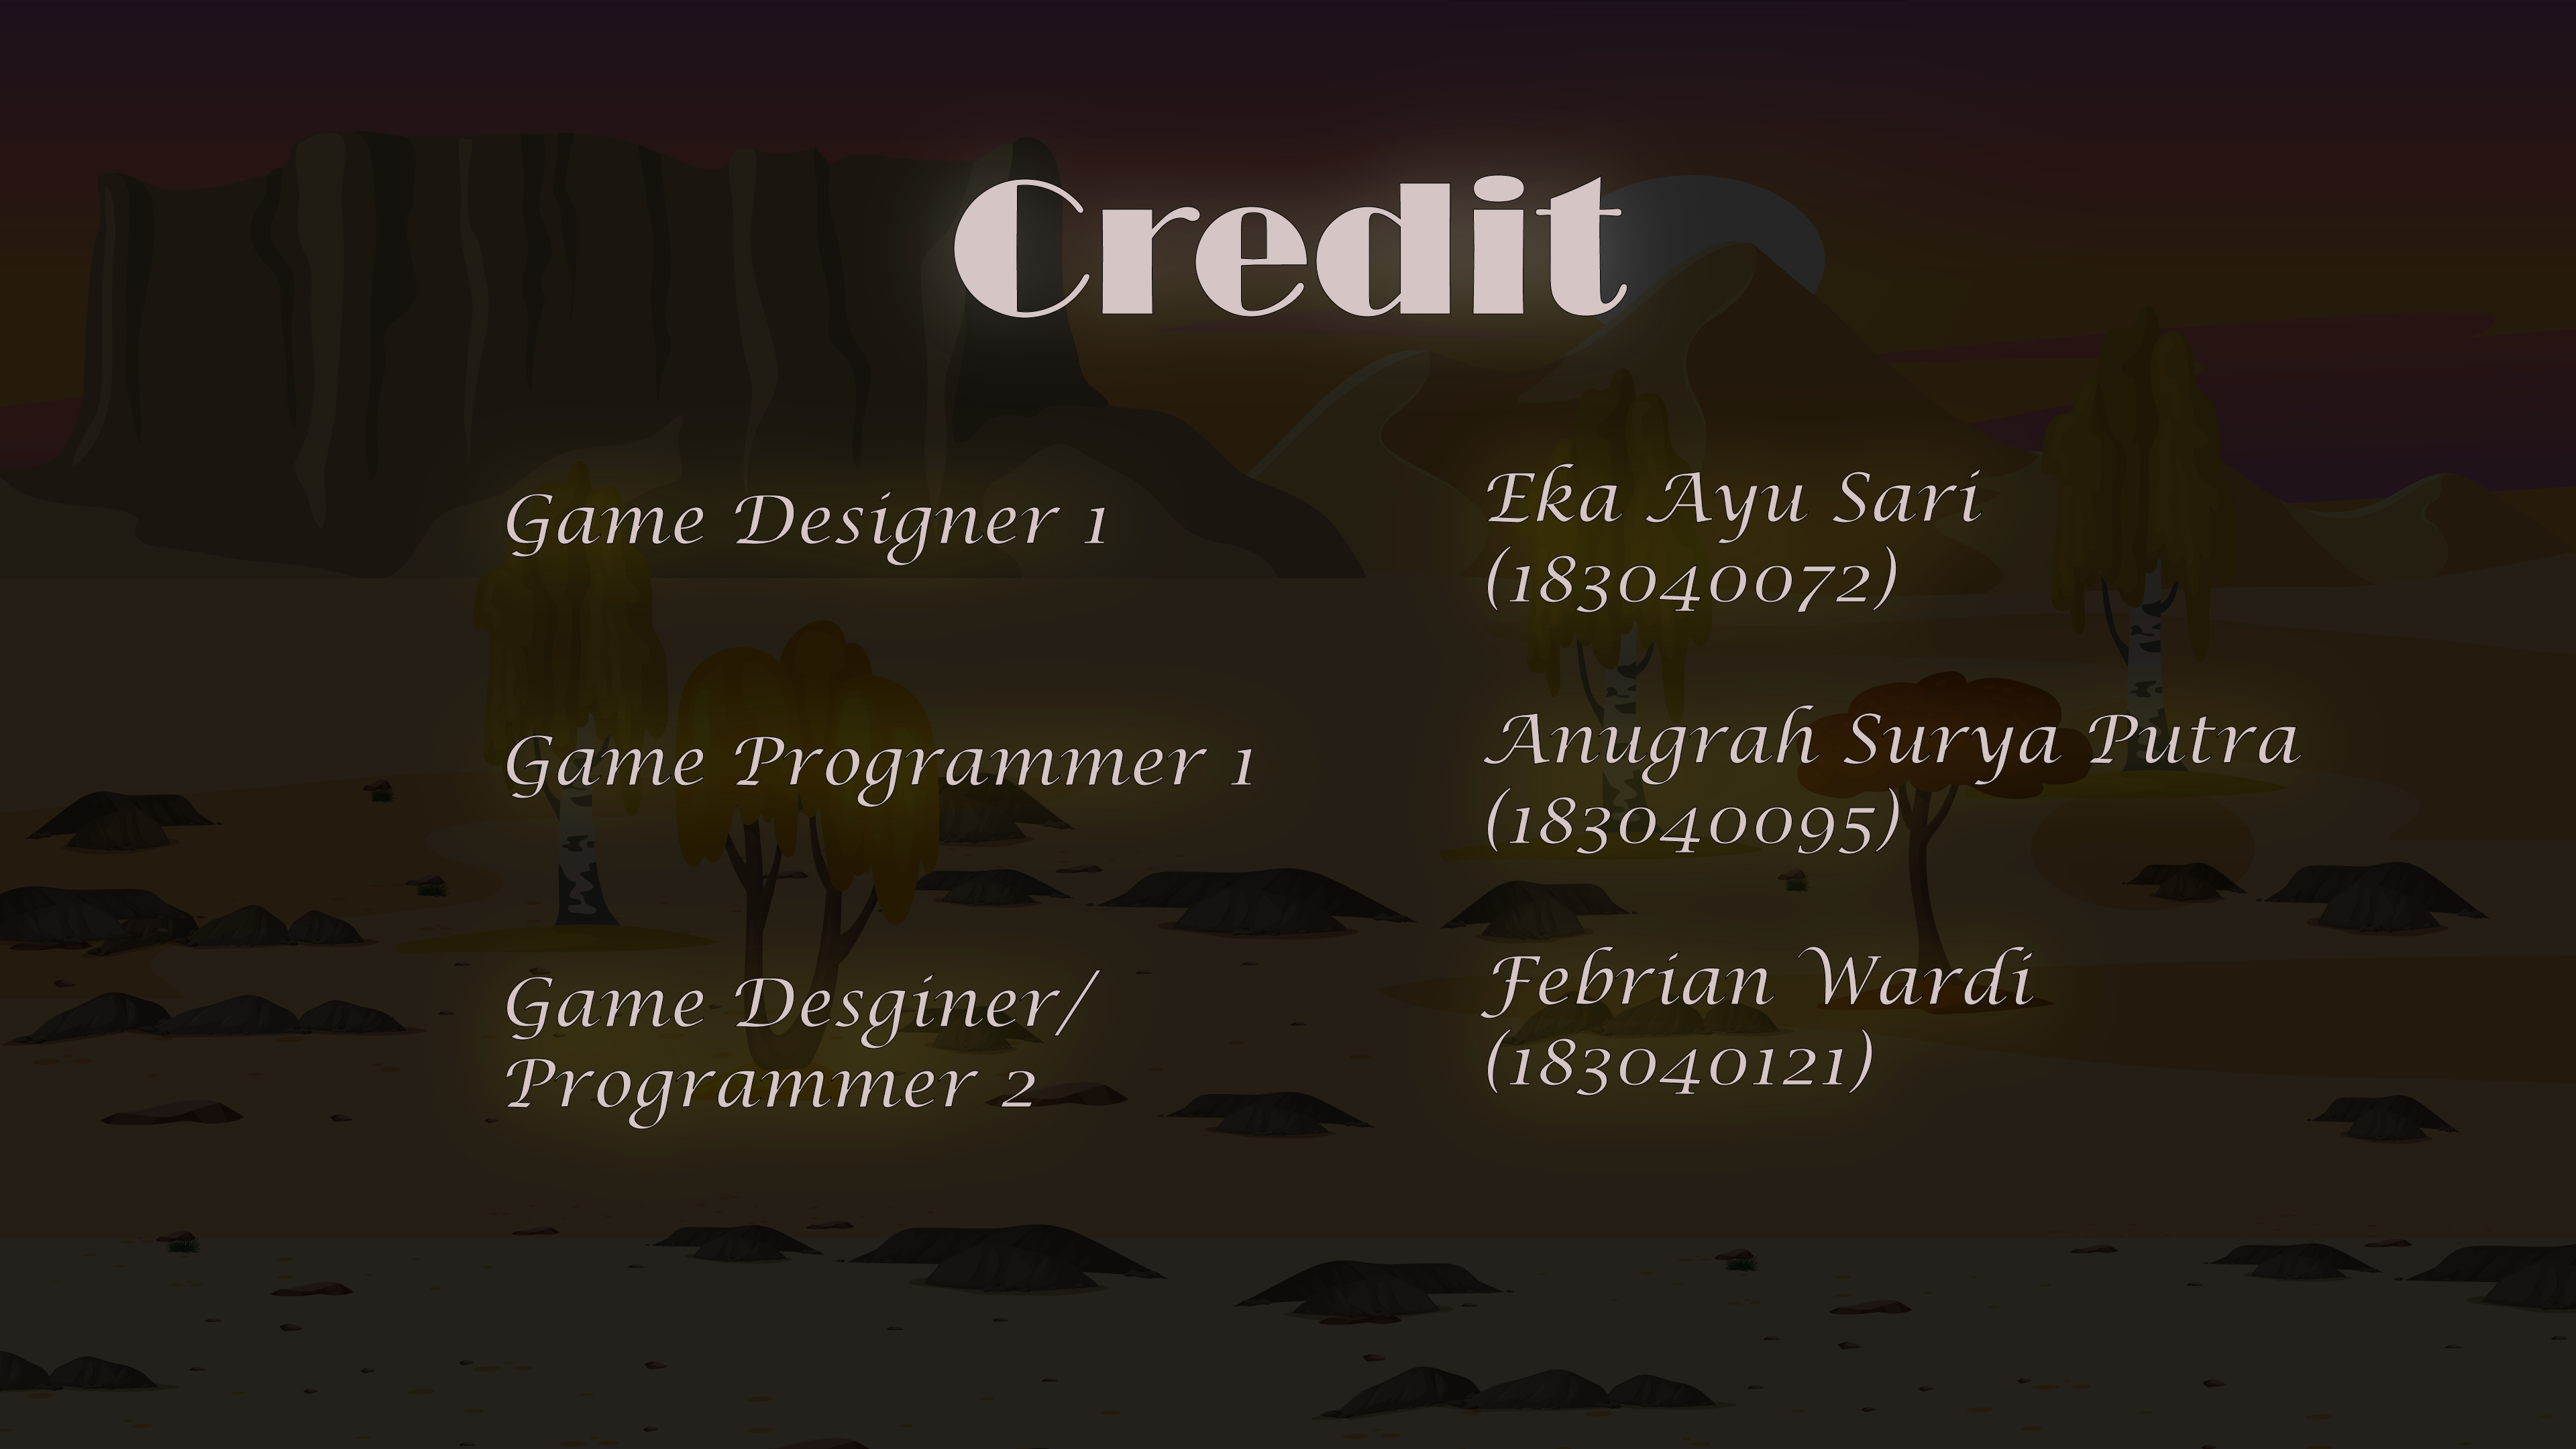 Credit
Game Designer 1
Eka Ayu Sari
(183040072)
Game Programmer 1
Anugrah Surya Putra
(183040095)
Game Desginer/
Programmer 2
Febrian Wardi
(183040121)